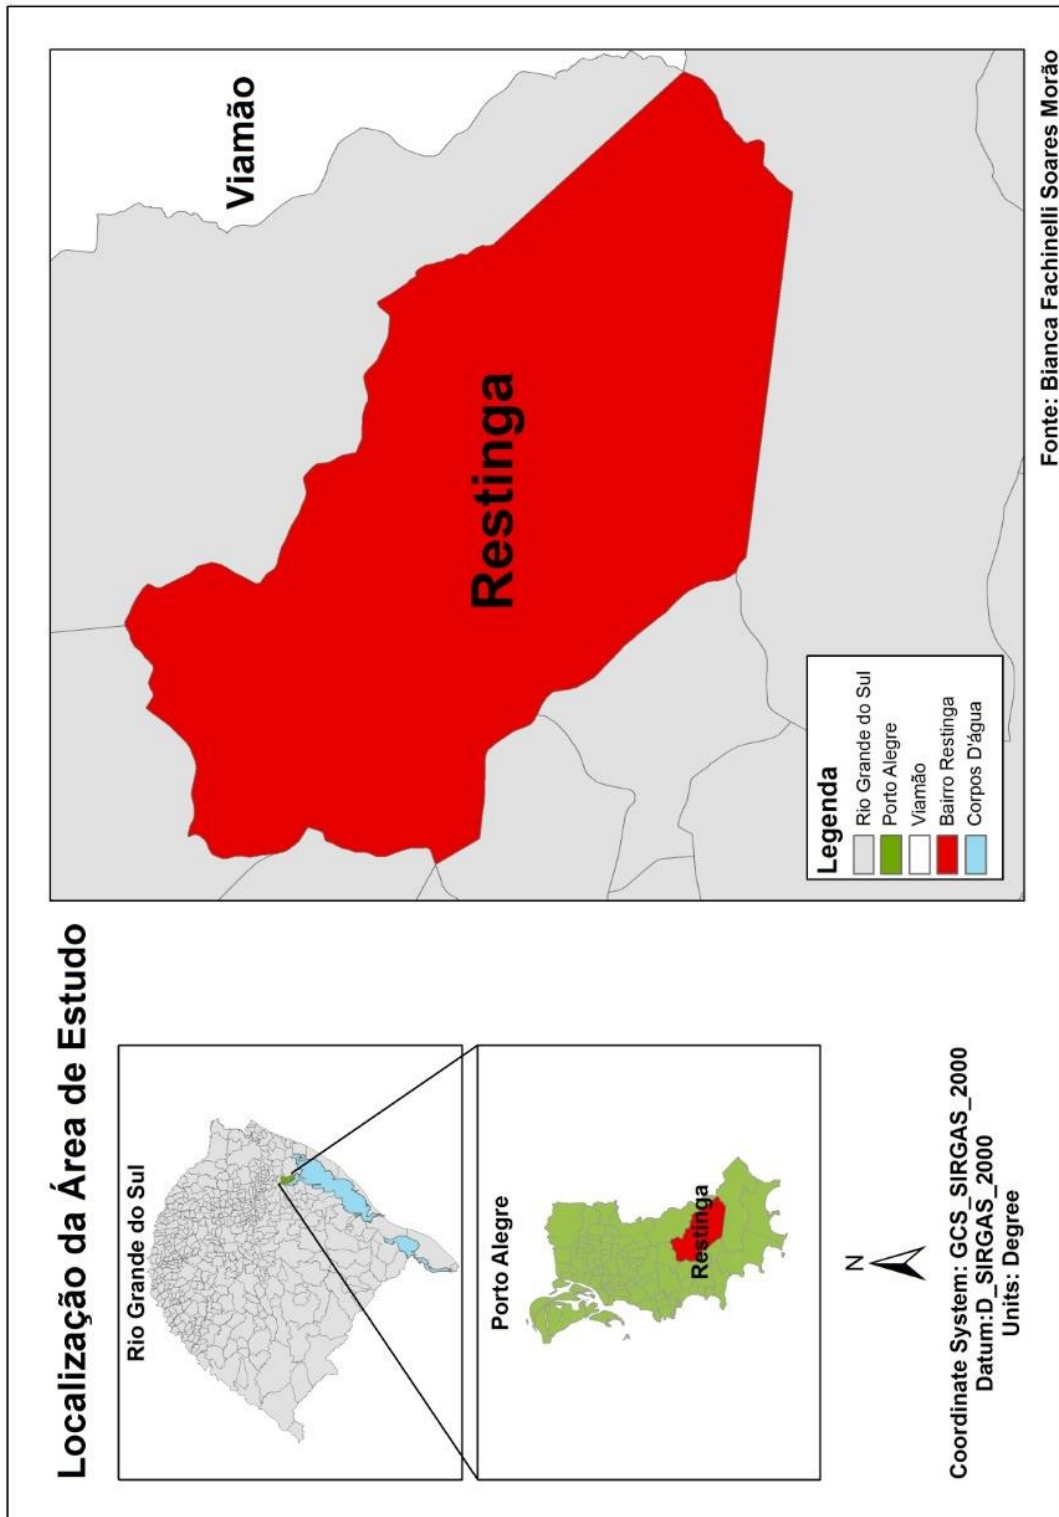 Localização da Área de Estudo
Rio Grande do Sul
Porto Alegre
Restinga
N
Coordinate System: GCS_SIRGAS_2000
Datum:D_SIRGAS_2000
Units: Degree
Viamão
Restinga
Legenda
Rio Grande do Sul
Porto Alegre
Viamão
Bairro Restinga
Corpos D'água
Fonte: Bianca Fachinelli Soares Morão